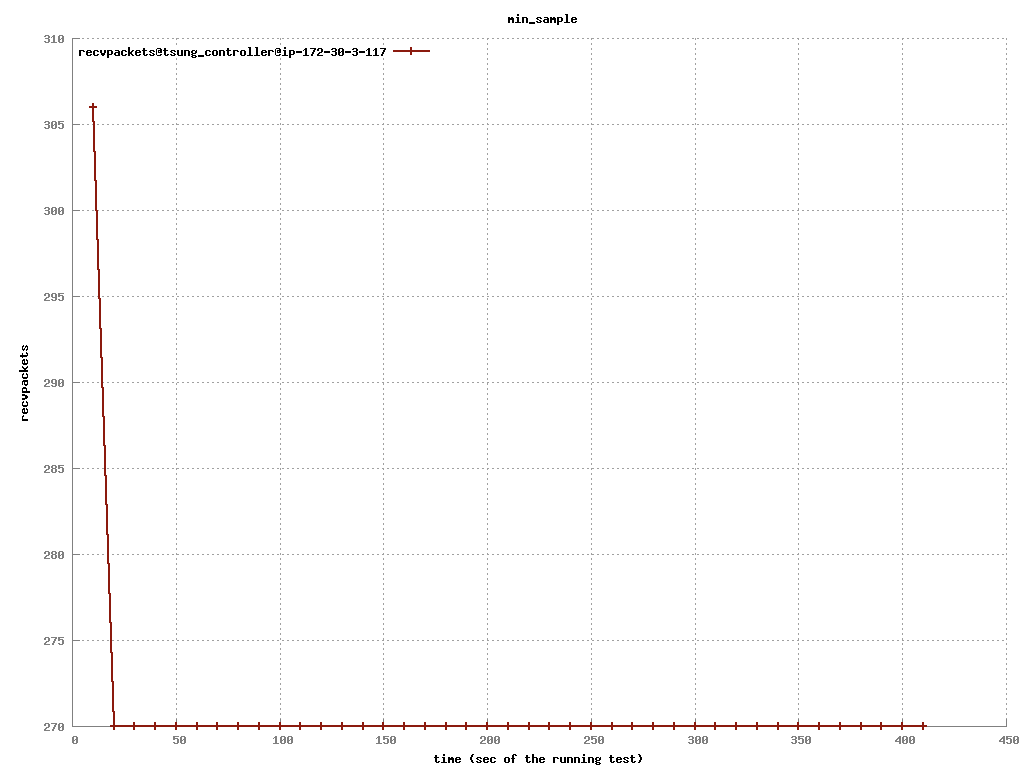 min_sample
recvpackets@tsung_controller@ip-172-30-3-117
310
305
300
295
290
285
280
275
270
recvpackets
0 50 100 150 200 250 300 350 400 450
time (sec of the running test)